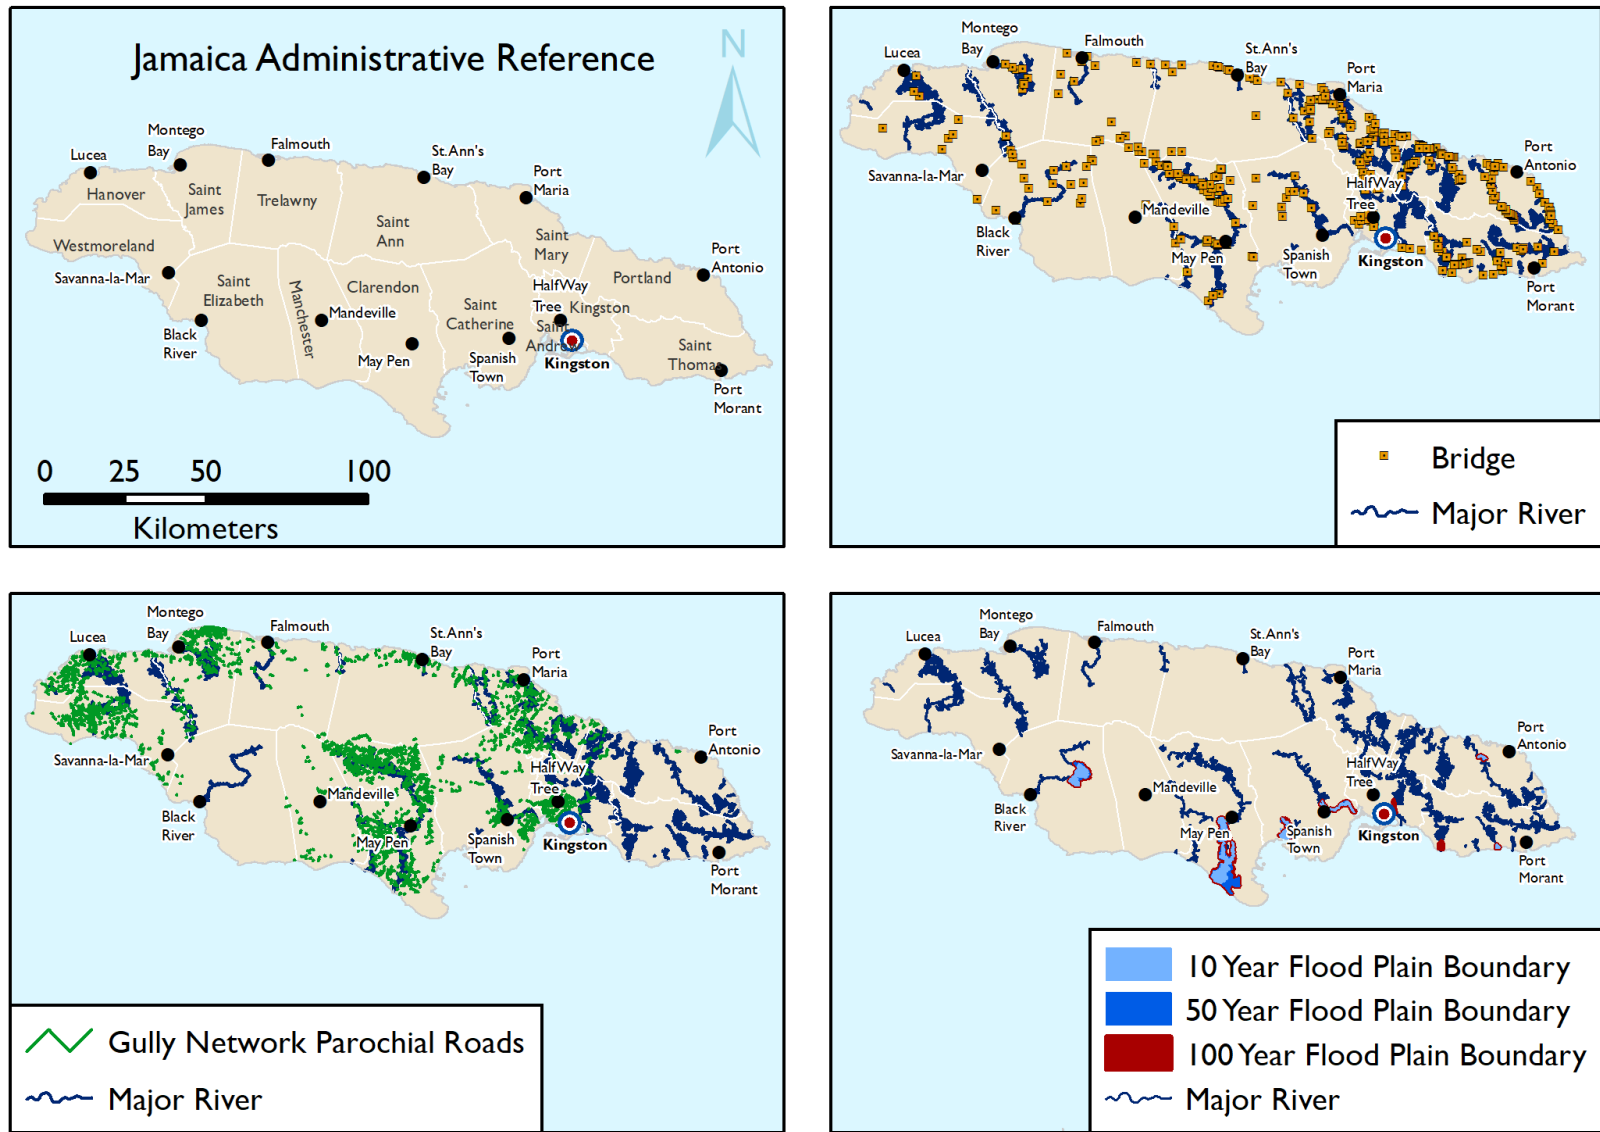 Jamaica Administrative Reference
N
Montego
Bay
Lucea
Falmouth
St.Ann's
Bay
Port
Maria
Hanover
Saint
James
Trelawny
Saint
Ann
Westmoreland
Saint
Mary
Port
Antonio
Savanna-la-Mar
Saint
Elizabeth
Manchester
Clarendon
Portland
HalfWay
Tree
Kingston
Mandeville
Saint
Catherine
Saint
Andrew
Black
River
May Pen
Spanish
Town
Kingston
Saint
Thomas
Port
Morant
0 25 50 100
Kilometers
Montego
Bay
Lucea
Falmouth
St.Ann's
Bay
Port
Maria
Port
Antonio
Savanna-la-Mar
HalfWay
Tree
Mandeville
Black
River
May Pen
Spanish
Town
Kingston
Port
Morant
Bridge
Major River
Montego
Bay
Lucea
Falmouth
St.Ann's
Bay
Port
Maria
Port
Antonio
Savanna-la-Mar
HalfWay
Tree
Mandeville
Black
River
May Pen
Spanish
Town
Kingston
Port
Morant
Gully Network Parochial Roads
Major River
Montego
Bay
Lucea
Falmouth
St.Ann's
Bay
Port
Maria
Port
Antonio
Savanna-la-Mar
HalfWay
Tree
Mandeville
Black
River
May Pen
Spanish
Town
Kingston
Port
Morant
10 Year Flood Plain Boundary
50 Year Flood Plain Boundary
100 Year Flood Plain Boundary
Major River